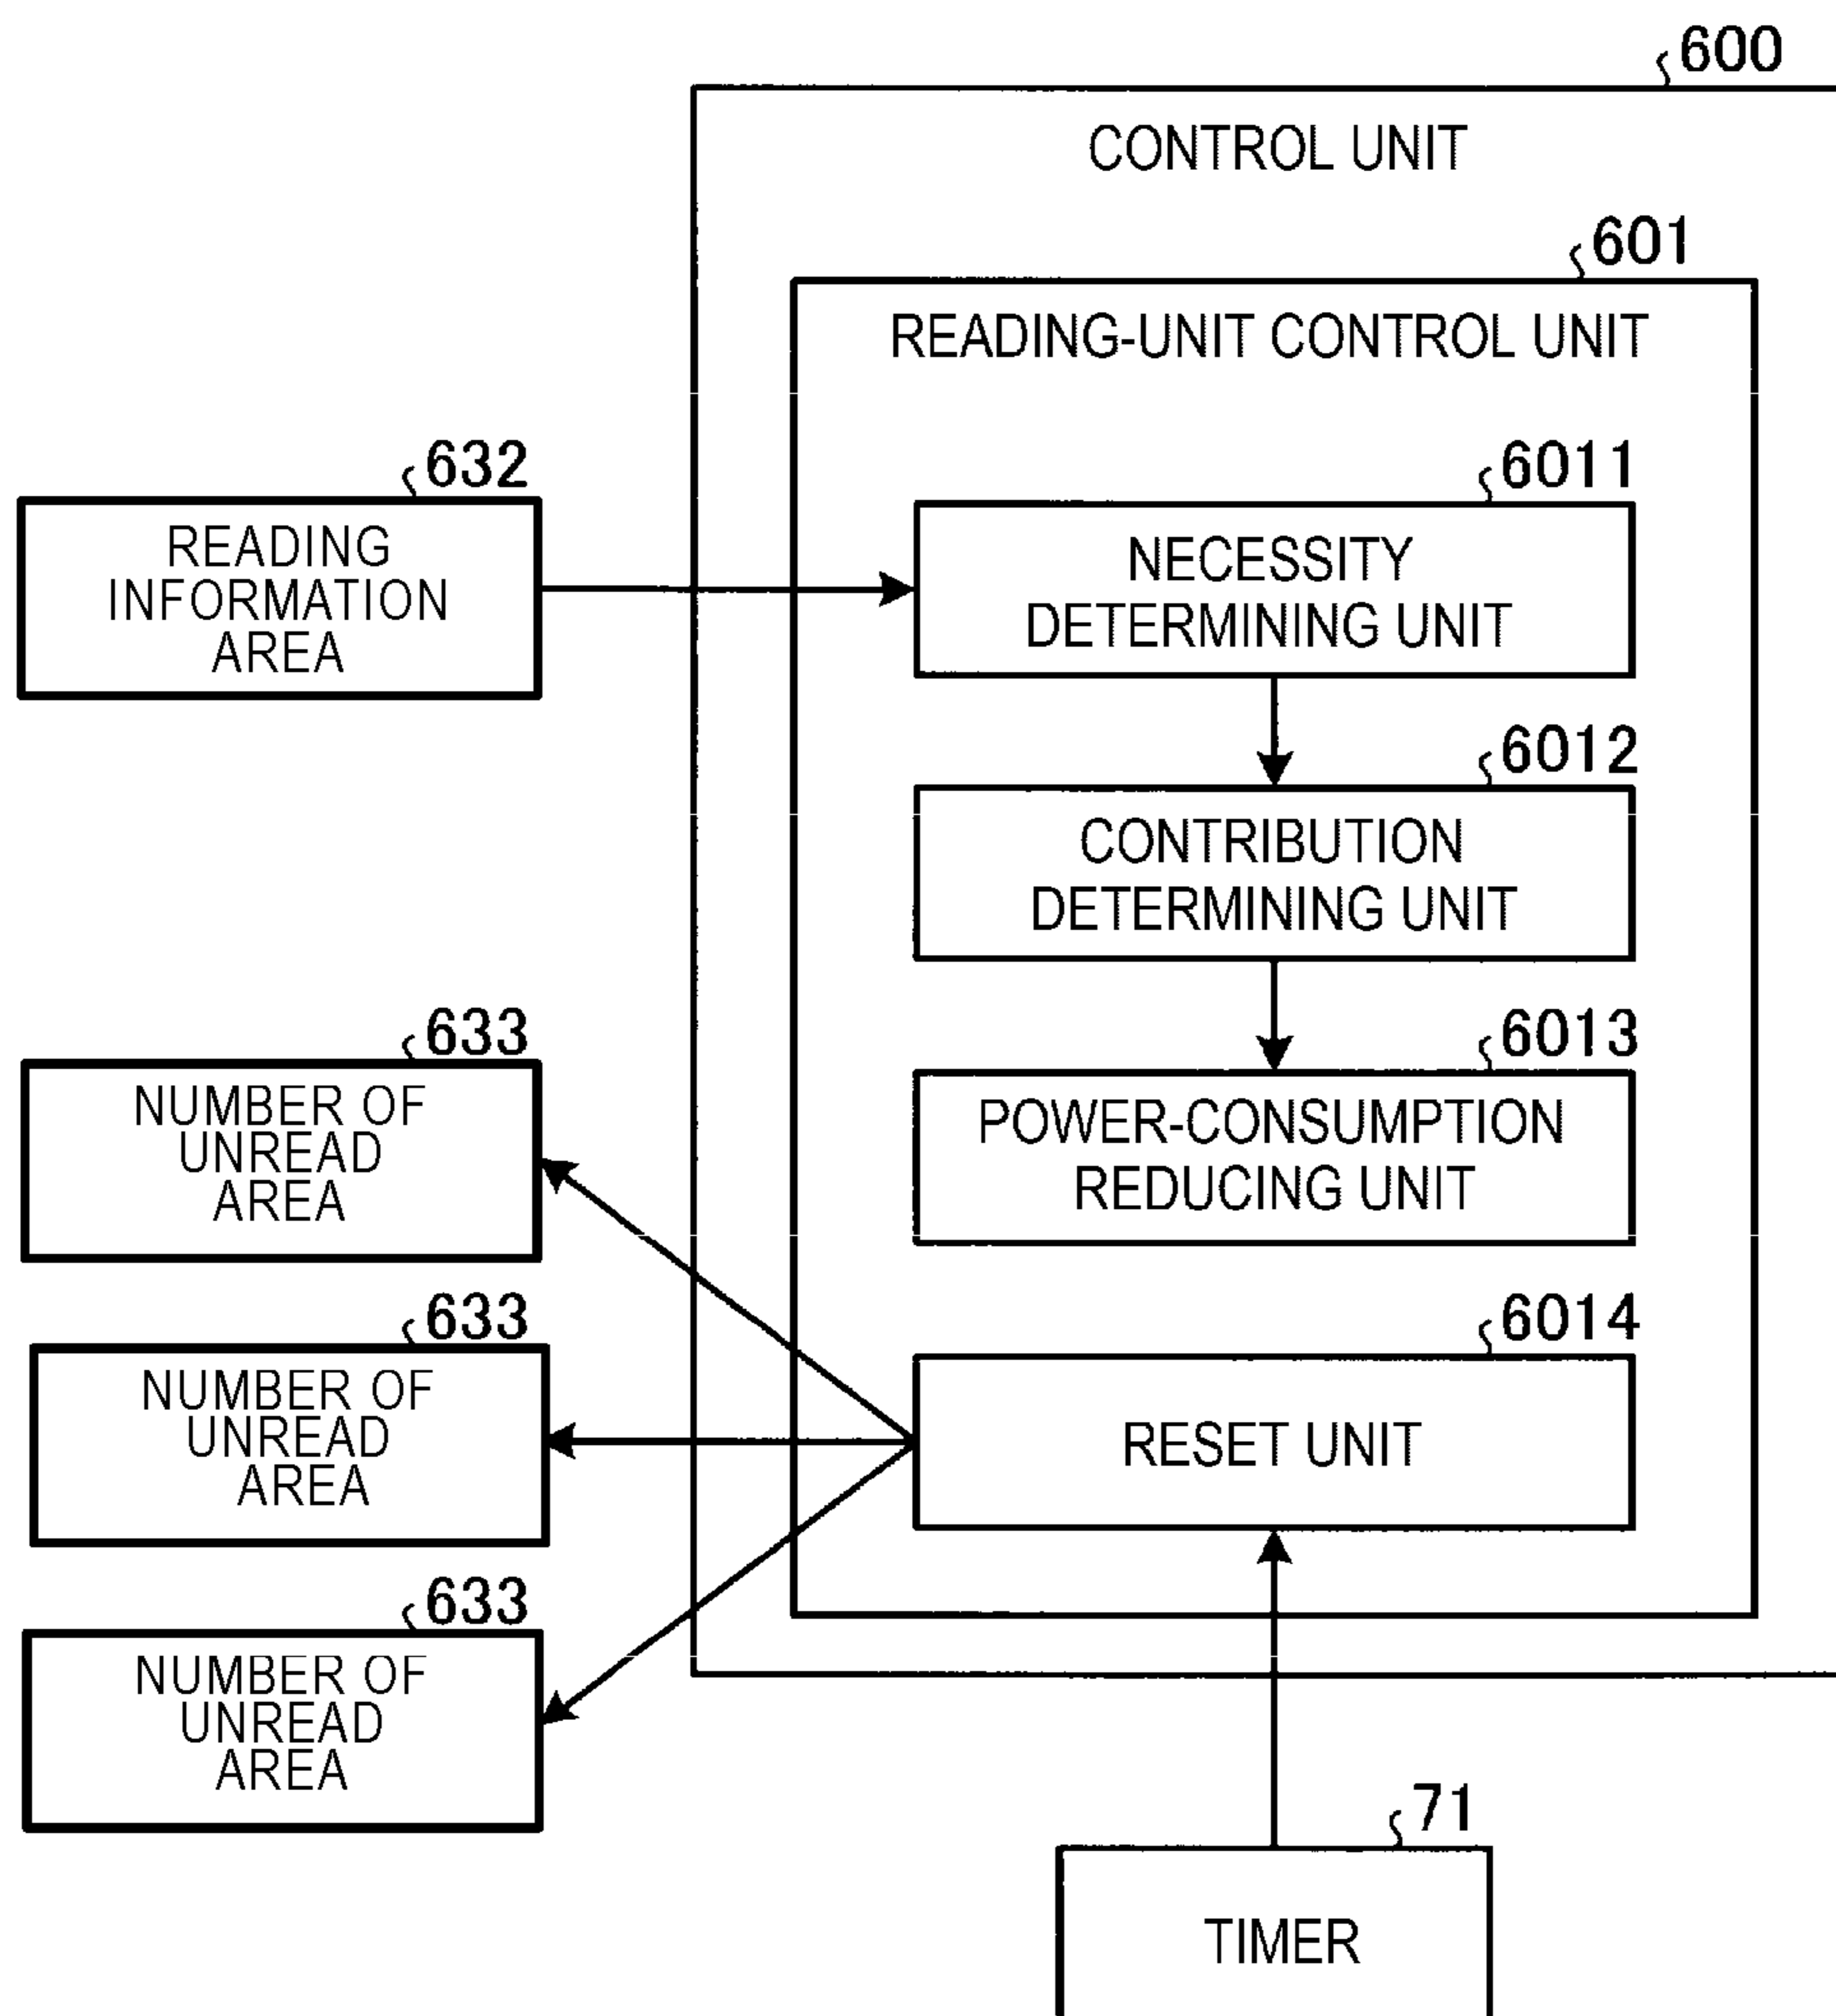 600
CONTROL UNIT
601
READING-UNIT CONTROL UNIT
632
READING
INFORMATION
AREA
6011
NECESSITY
DETERMINING UNIT
6012
CONTRIBUTION
DETERMINING UNIT
633
NUMBER OF
UNREAD
AREA
6013
POWER-CONSUMPTION
REDUCING UNIT
633
NUMBER OF
UNREAD
AREA
6014
RESET UNIT
633
NUMBER OF
UNREAD
AREA
71
TIMER